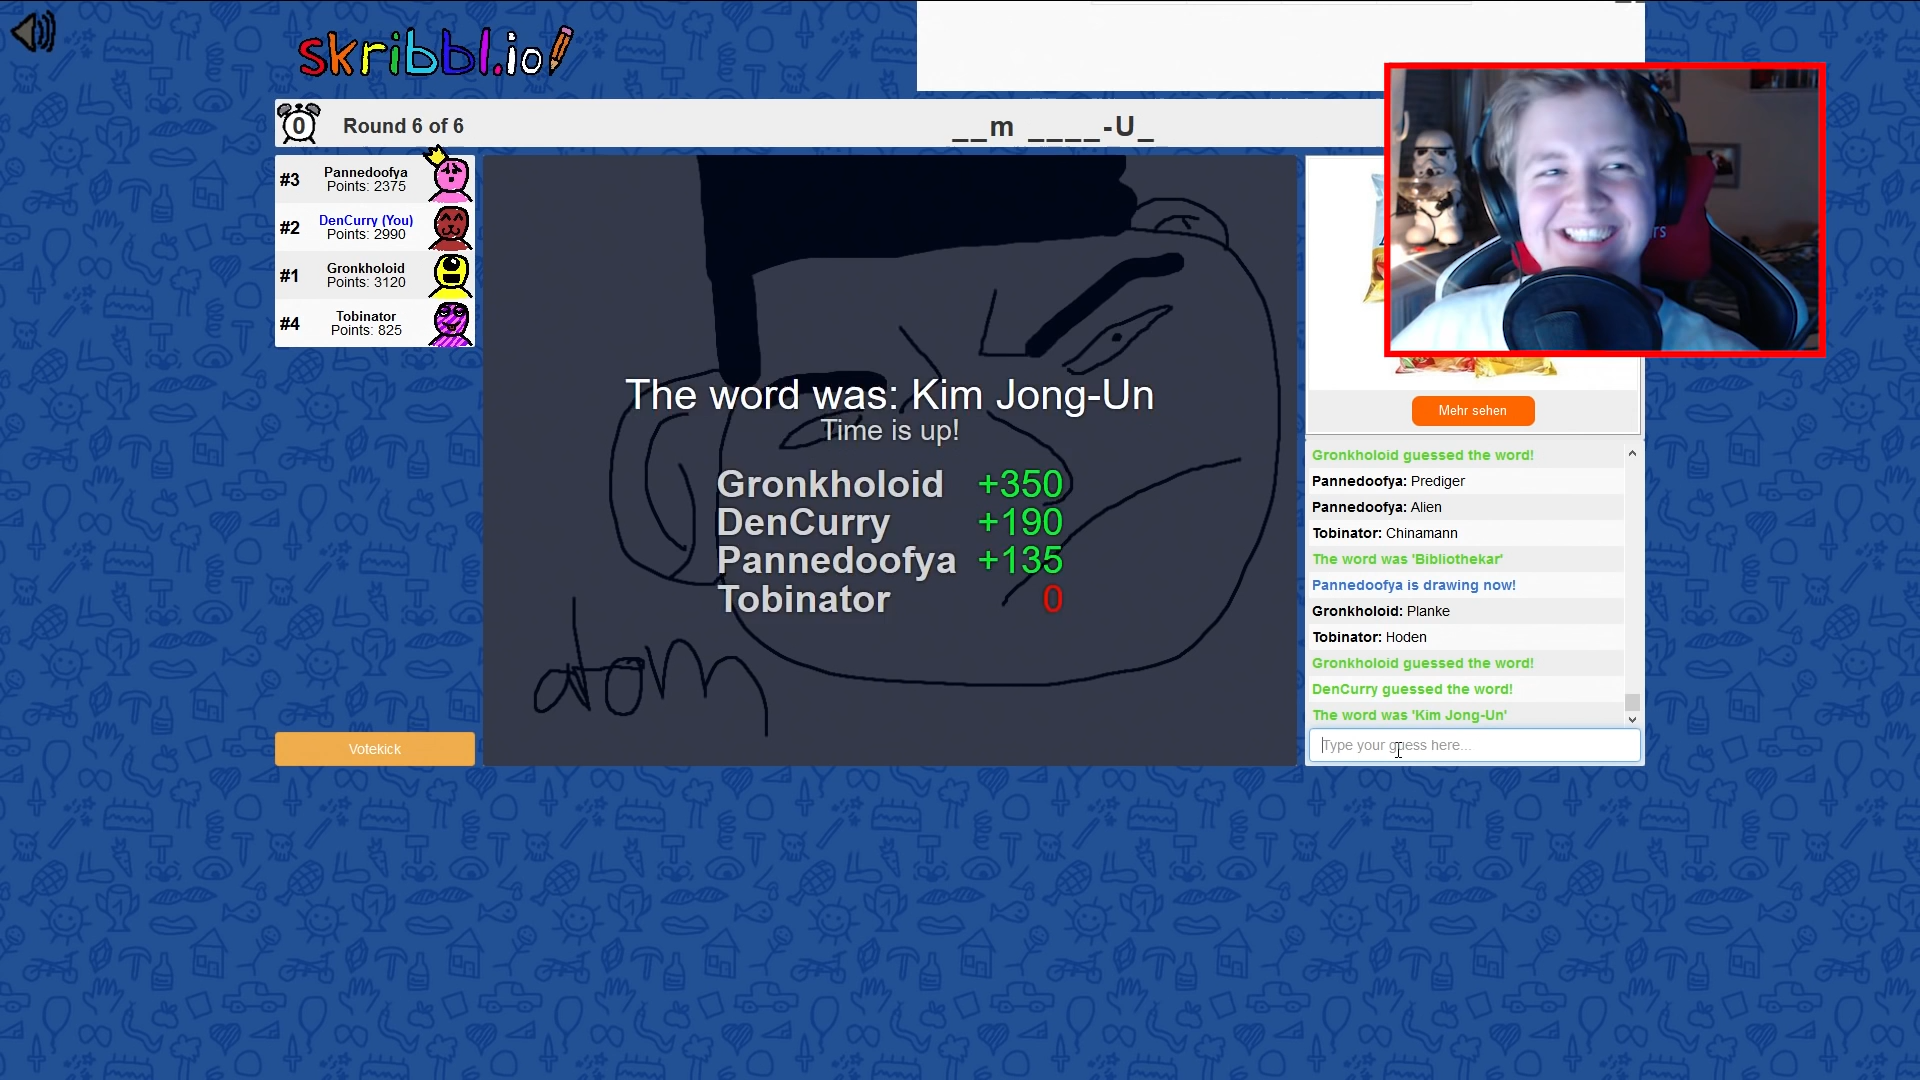 skribbl.io
0
Round 6 of 6
__m ____-U_
#3
Pannedoofya
Points: 2375
#2
DenCurry (You)
Points: 2990
#1
Gronkholoid
Points: 3120
#4
Tobinator
Points: 825
Votekick
The word was: Kim Jong-Un
Time is up!
Gronkholoid +350
DenCurry +190
Pannedoofya +135
Tobinator 0
atom
Mehr sehen
Gronkholoid guessed the word!
Pannedoofya: Prediger
Pannedoofya: Alien
Tobinator: Chinamann
The word was 'Bibliothekar'
Pannedoofya is drawing now!
Gronkholoid: Planke
Tobinator: Hoden
Gronkholoid guessed the word!
DenCurry guessed the word!
The word was 'Kim Jong-Un'
Type your guess here...